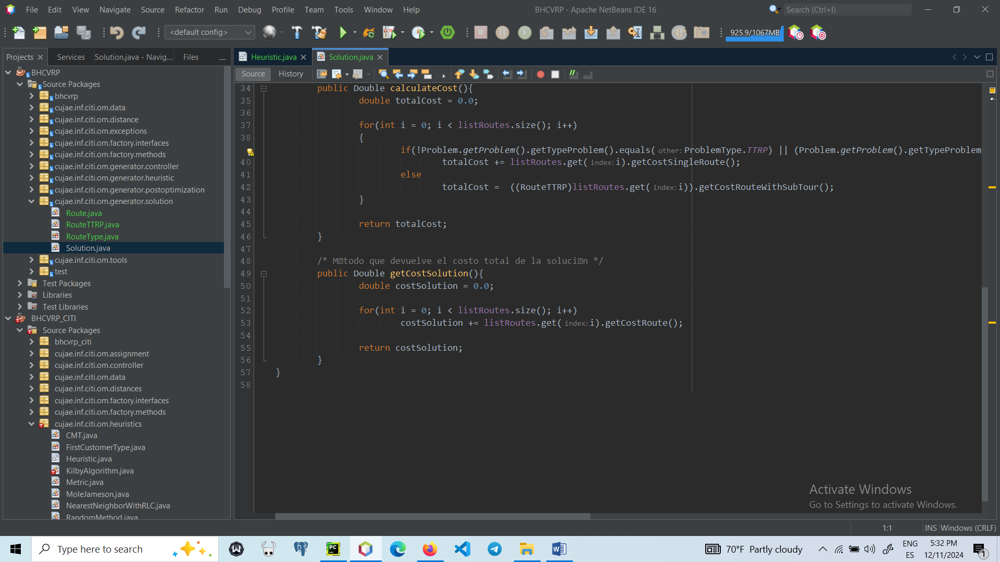 File Edit View Navigate Source Refactor Run Debug Profile Team Tools Window Help
BHCVRP - Apache NetBeans IDE 16
Search (Ctrl+I)
<default config>
925.9/1067MB
Projects Services Solution.java - Navig... Files
Heuristic.java
Solution.java
Source History
BHCVRP
Source Packages
bhcvrp
cujae.inf.citi.om.data
cujae.inf.citi.om.distance
cujae.inf.citi.om.exceptions
cujae.inf.citi.om.factory.interfaces
cujae.inf.citi.om.factory.methods
cujae.inf.citi.om.generator.controller
cujae.inf.citi.om.generator.heuristic
cujae.inf.citi.om.generator.postoptimization
cujae.inf.citi.om.generator.solution
Route.java
RouteTTRP.java
RouteType.java
Solution.java
cujae.inf.citi.om.tools
test
Test Packages
Libraries
Test Libraries
BHCVRP_CITI
Source Packages
bhcvrp_citi
cujae.inf.citi.om.assignment
cujae.inf.citi.om.controller
cujae.inf.citi.om.data
cujae.inf.citi.om.distances
cujae.inf.citi.om.factory.interfaces
cujae.inf.citi.om.factory.methods
cujae.inf.citi.om.heuristics
CMT.java
FirstCustomerType.java
Heuristic.java
KilbyAlgorithm.java
Metric.java
MoleJameson.java
NearestNeighborWithRLC.java
RandomMethod.java
34 public Double calculateCost(){
35 double totalCost = 0.0;
36
37 for(int i = 0; i < listRoutes.size(); i++)
38 {
if(!Problem.getProblem().getTypeProblem().equals( other: ProblemType.TTRP) || (Problem.getProblem().getTypeProblem
40 totalCost += listRoutes.get( index: i).getCostSingleRoute();
41 else
42 totalCost = ((RouteTTRP)listRoutes.get( index: i)).getCostRouteWithSubTour();
43 }
44
45 return totalCost;
46 }
47
48 /* M�todo que devuelve el costo total de la soluci�n */
49 public Double getCostSolution(){
50 double costSolution = 0.0;
51
52 for(int i = 0; i < listRoutes.size(); i++)
53 costSolution += listRoutes.get( index: i).getCostRoute();
54
55 return costSolution;
56 }
57 }
58
Activate Windows
Go to Settings to activate Windows.
1:1 INS Windows (CRLF)
Type here to search
70°F Partly cloudy
ENG
ES
5:32 PM
12/11/2024
1